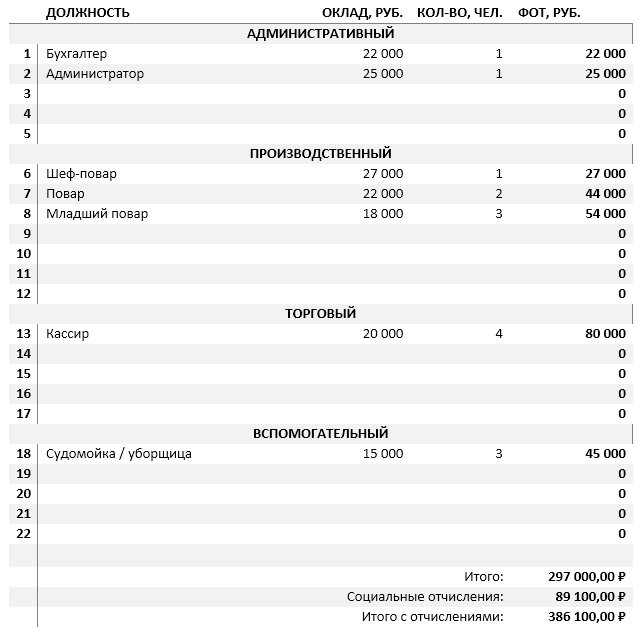 ДОЛЖНОСТЬ ОКЛАД, РУБ. КОЛ-ВО, ЧЕЛ. ФОТ, РУБ.
АДМИНИСТРАТИВНЫЙ
1 Бухгалтер 22 000 1 22 000
2 Администратор 25 000 1 25 000
3 0
4 0
5 0
ПРОИЗВОДСТВЕННЫЙ
6 Шеф-повар 27 000 1 27 000
7 Повар 22 000 2 44 000
8 Младший повар 18 000 3 54 000
9 0
10 0
11 0
12 0
ТОРГОВЫЙ
13 Кассир 20 000 4 80 000
14 0
15 0
16 0
17 0
ВСПОМОГАТЕЛЬНЫЙ
18 Судомойка / уборщица 15 000 3 45 000
19 0
20 0
21 0
22 0
Итого: 297 000,00 ₽
Социальные отчисления: 89 100,00 ₽
Итого с отчислениями: 386 100,00 ₽